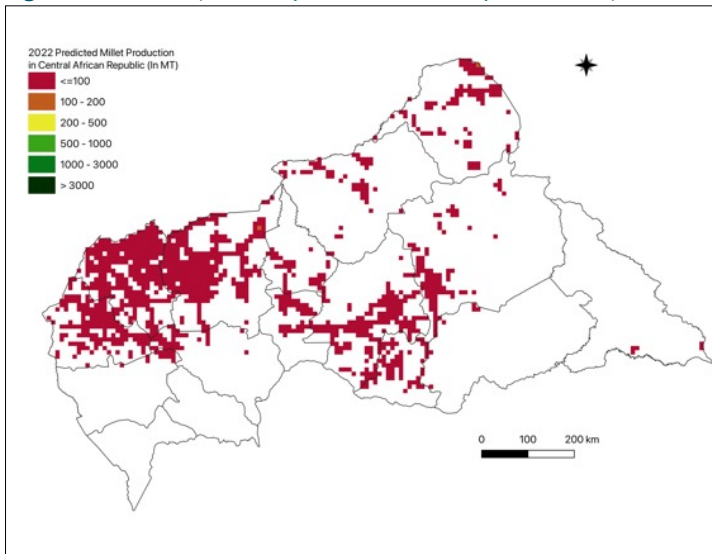 2022 Predicted Millet Production
in Central African Republic (In MT)
<=100
100 - 200
200 - 500
500 - 1000
1000 - 3000
> 3000
0 100 200 km